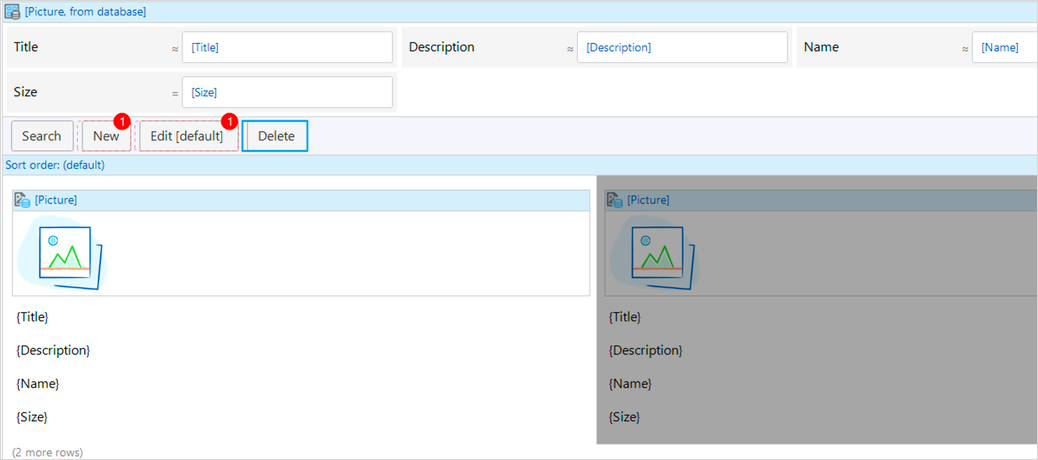 [Picture, from database]
Title ≈ [Title] Description ≈ [Description] Name ≈ [Name]
Size = [Size]
Search New 1 Edit [default] 1 Delete
Sort order: (default)
[Picture] [Picture]
{Title} {Title}
{Description} {Description}
{Name} {Name}
{Size} {Size}
(2 more rows)